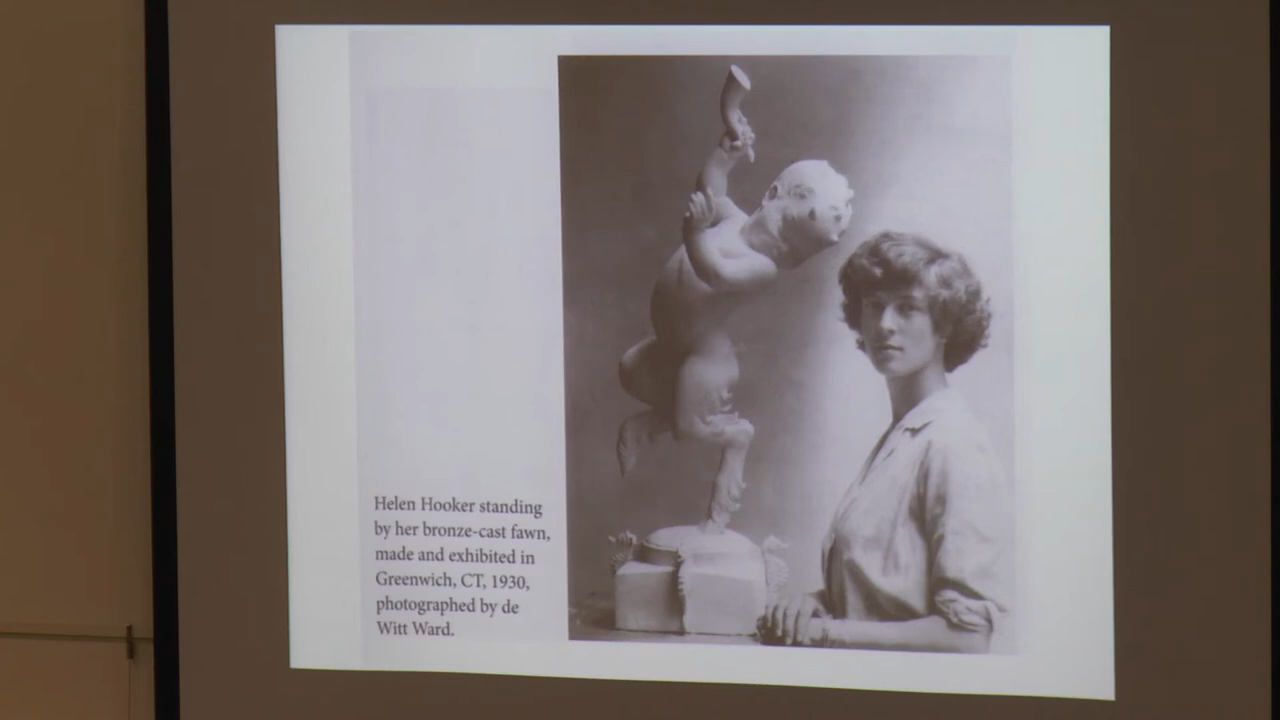 Helen Hooker standing
by her bronze-cast fawn,
made and exhibited in
Greenwich, CT, 1930,
photographed by de
Witt Ward.